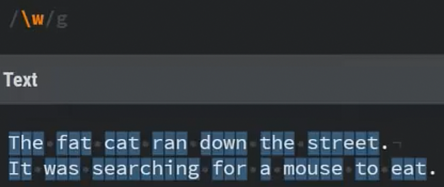 /\w/g
Text
The fat cat ran down the street.
It was searching for a mouse to eat.